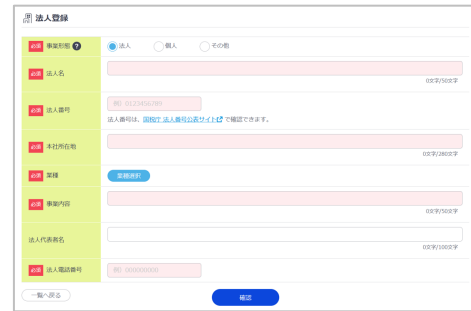 法人登録
必須 事業形態 ? 法人 個人 その他
必須 法人名
0文字/50文字
必須 法人番号 例）0123456789
法人番号は、国税庁 法人番号公表サイトで確認できます。
必須 本社所在地
0文字/280文字
必須 業種 業種選択
必須 事業内容
0文字/500文字
法人代表者名
0文字/100文字
必須 法人電話番号 例）000000000
一覧へ戻る 確認